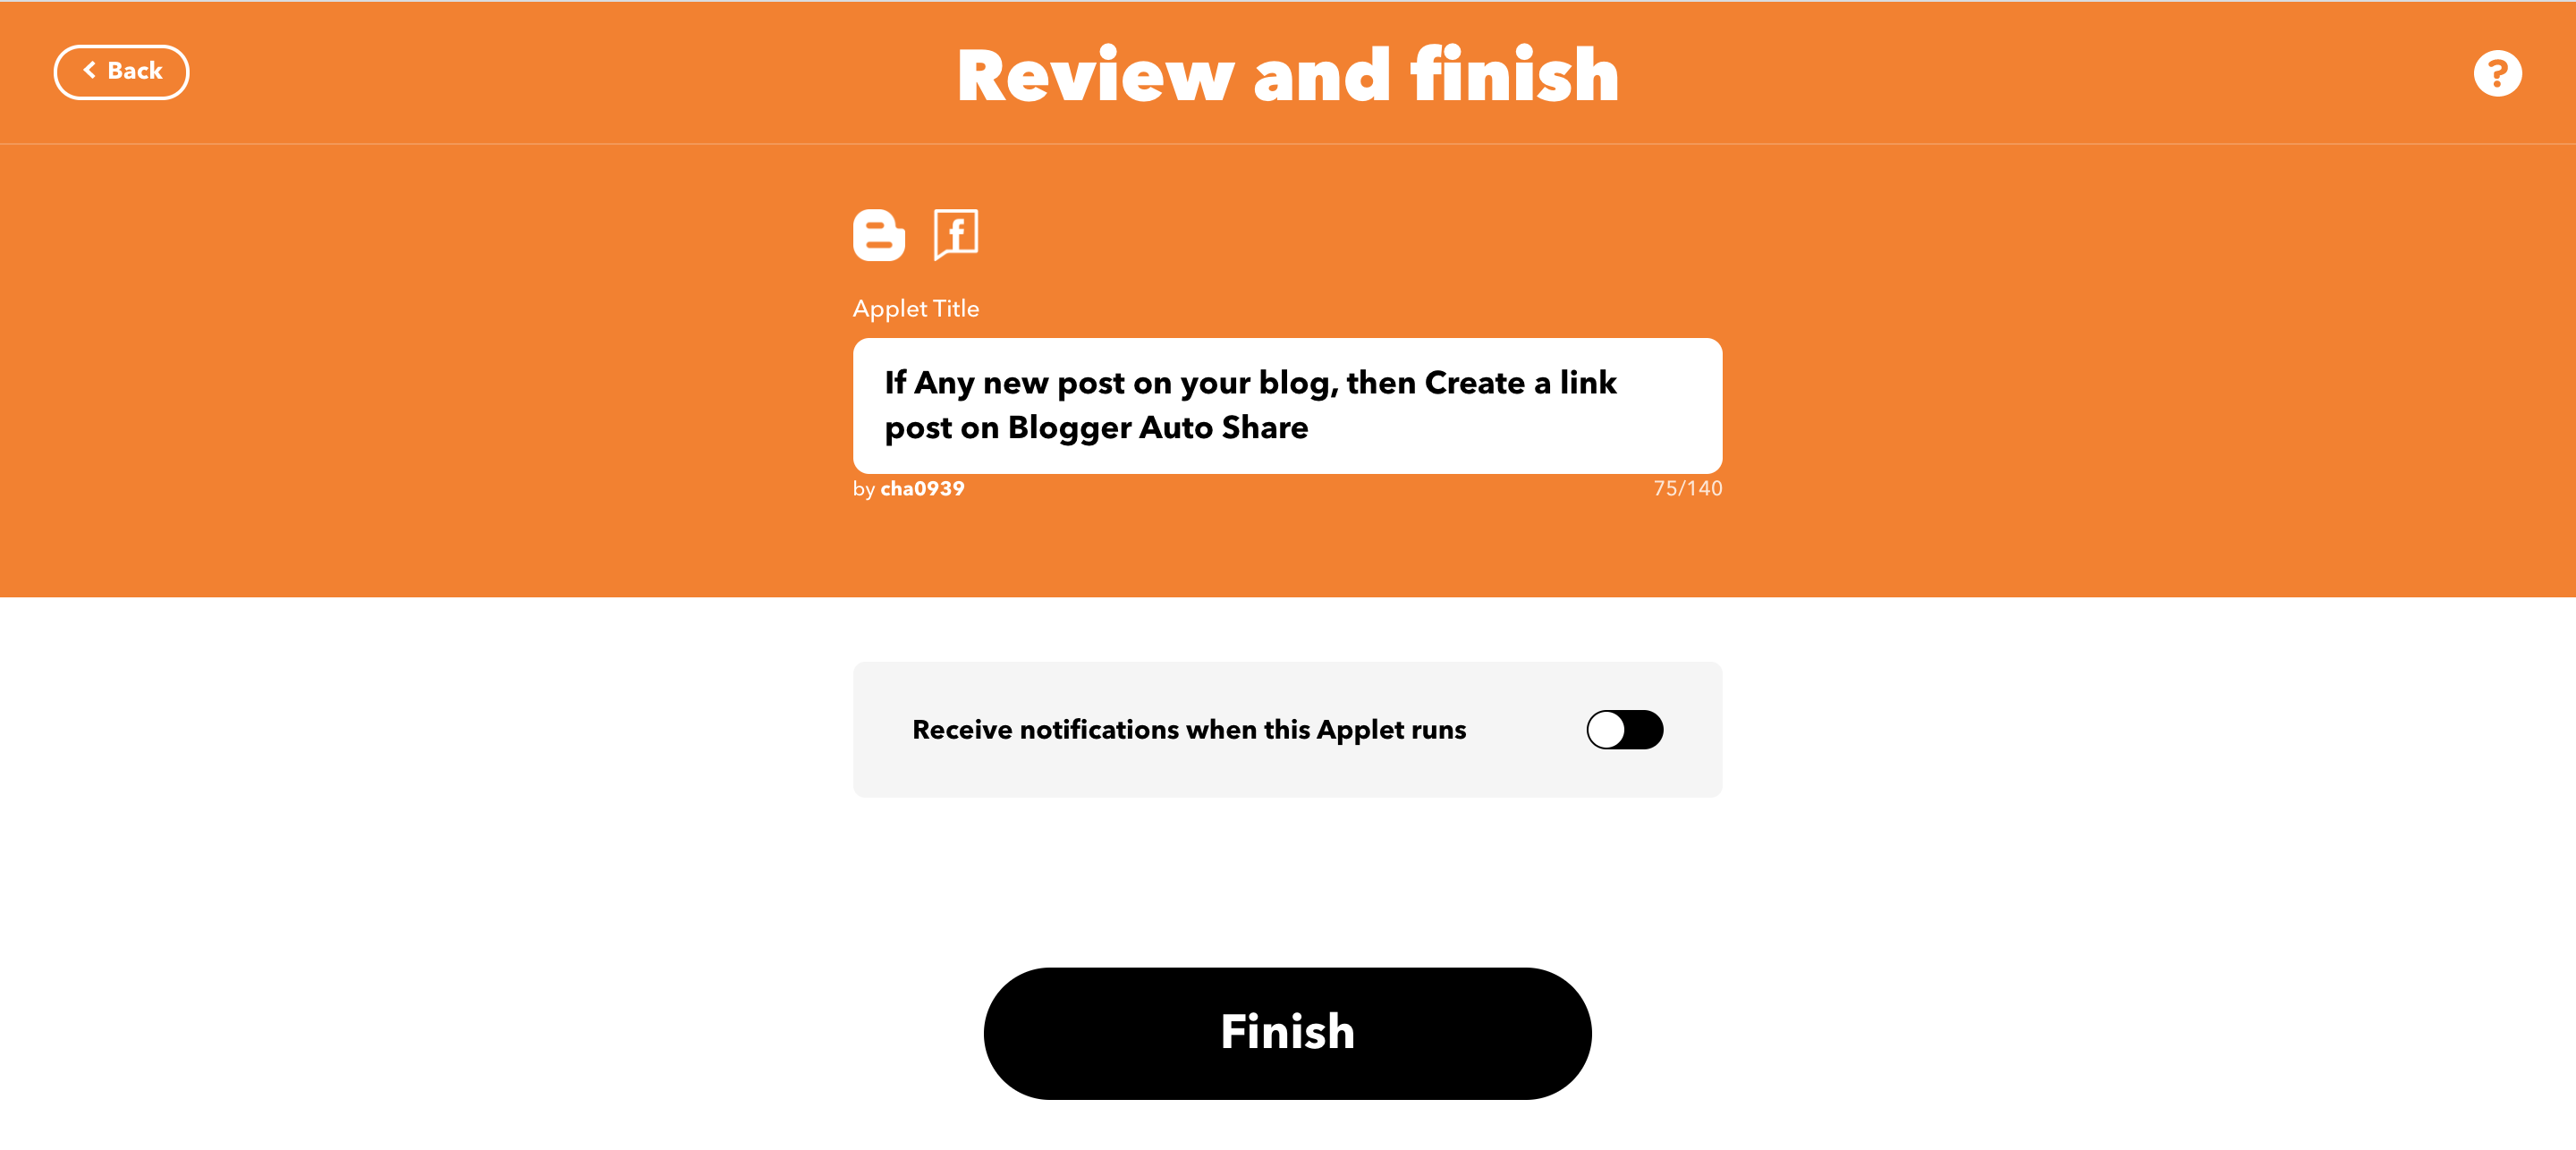 Back
Review and finish
?
f
Applet Title
If Any new post on your blog, then Create a link
post on Blogger Auto Share
by cha0939
75/140
Receive notifications when this Applet runs
Finish